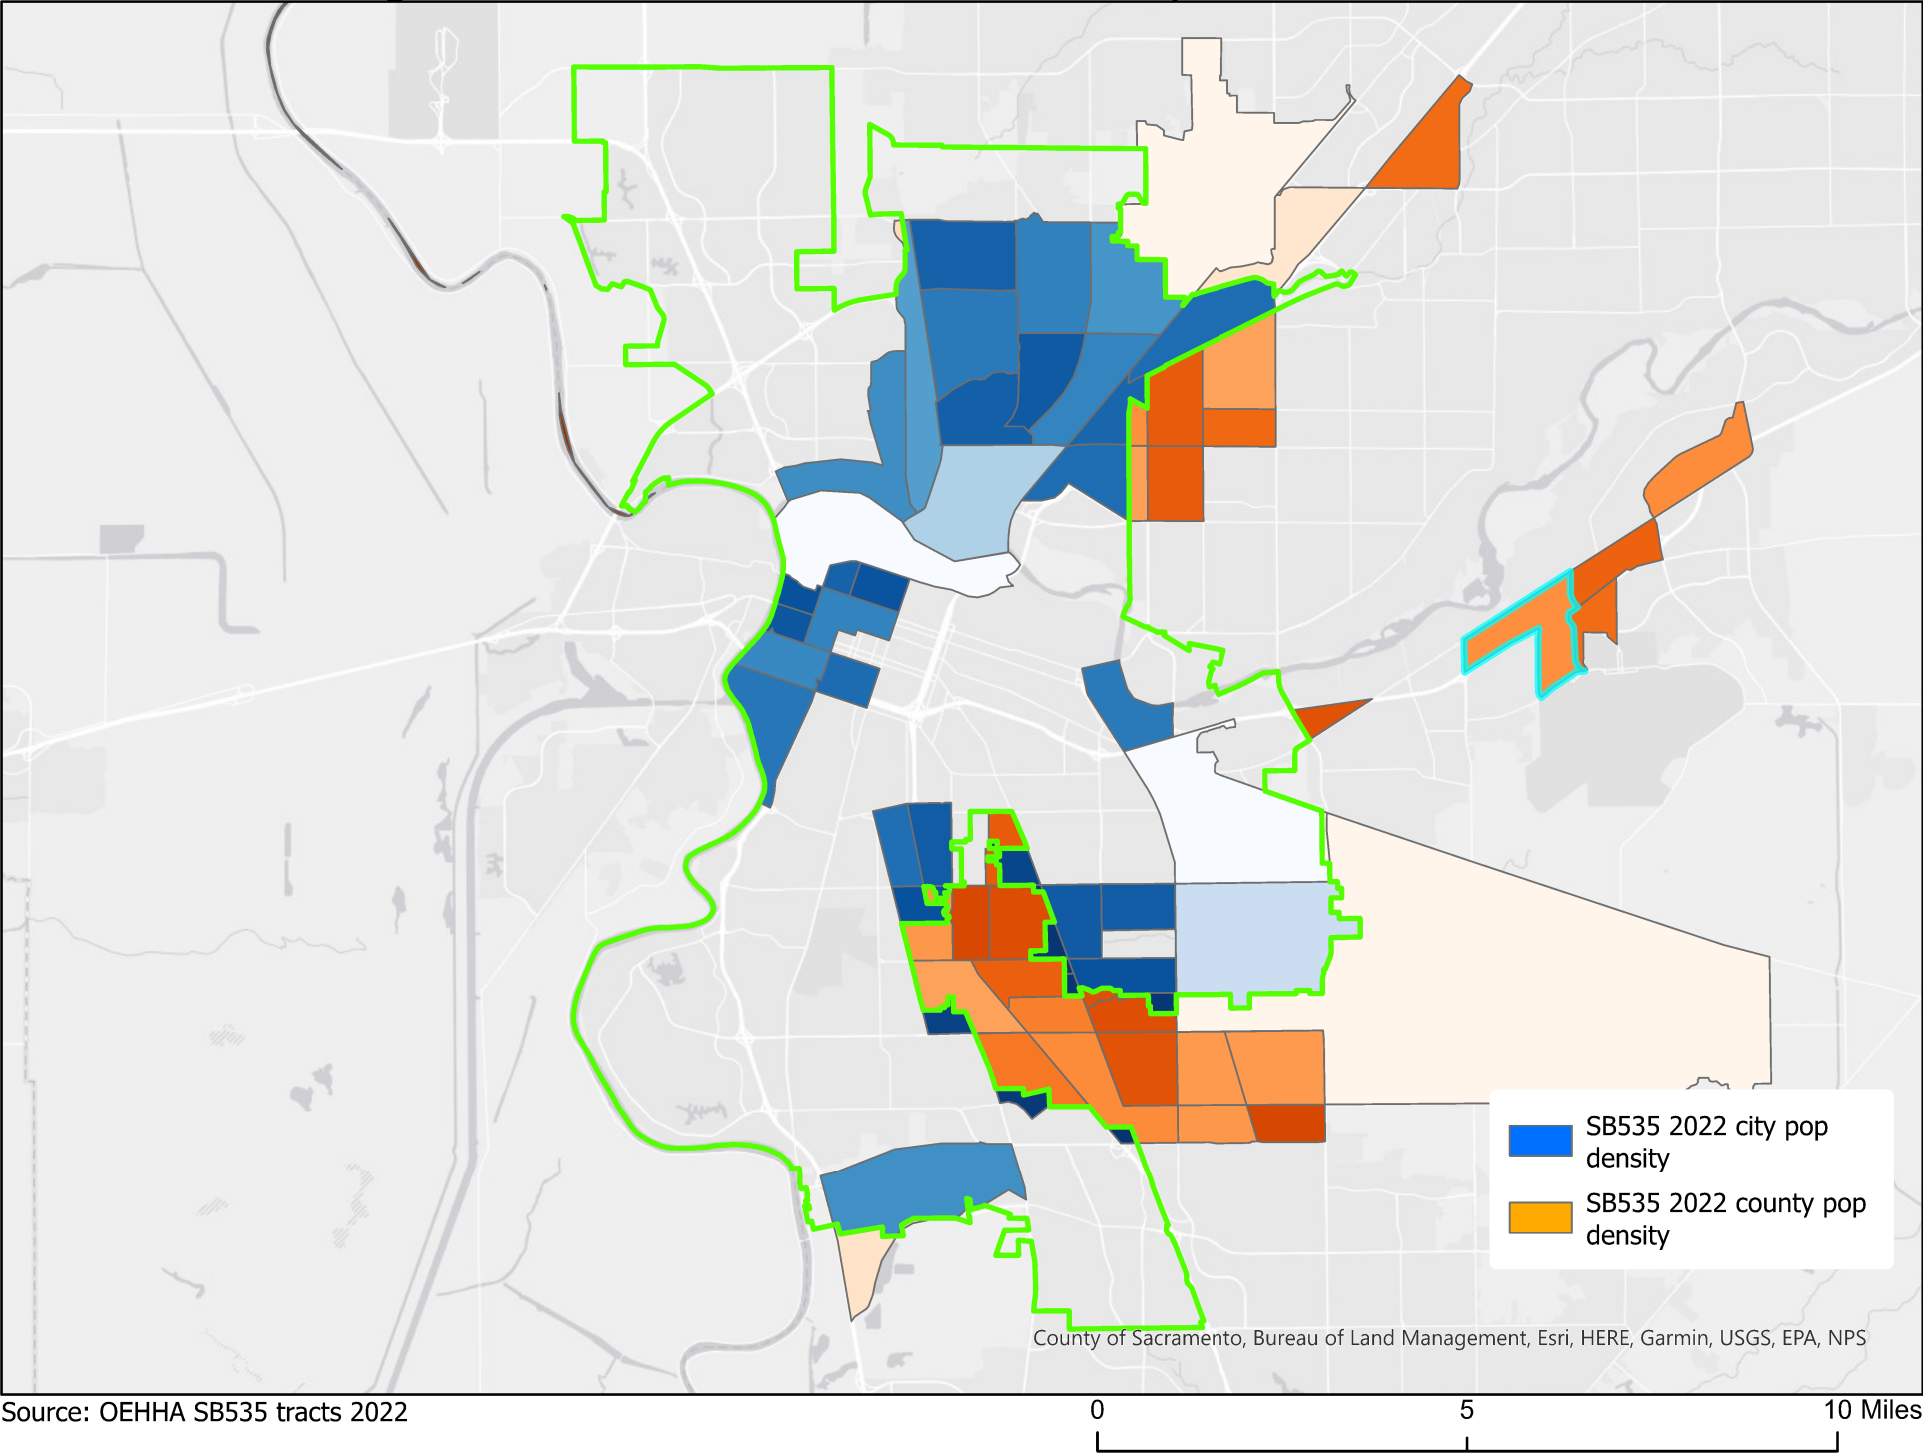 SB535 2022 city pop
density
SB535 2022 county pop
density
County of Sacramento, Bureau of Land Management, Esri, HERE, Garmin, USGS, EPA, NPS
Source: OEHHA SB535 tracts 2022
0 5 10 Miles